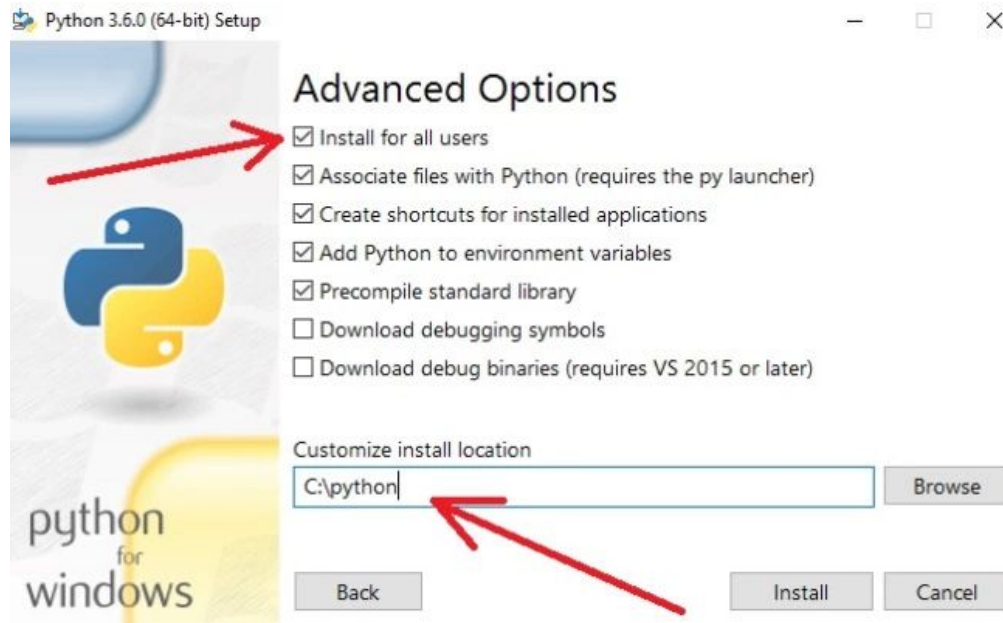 Python 3.6.0 (64-bit) Setup
Advanced Options
Install for all users
Associate files with Python (requires the py launcher)
Create shortcuts for installed applications
Add Python to environment variables
Precompile standard library
Download debugging symbols
Download debug binaries (requires VS 2015 or later)
Customize install location
C:\python
Browse
python
for
windows
Back
Install
Cancel